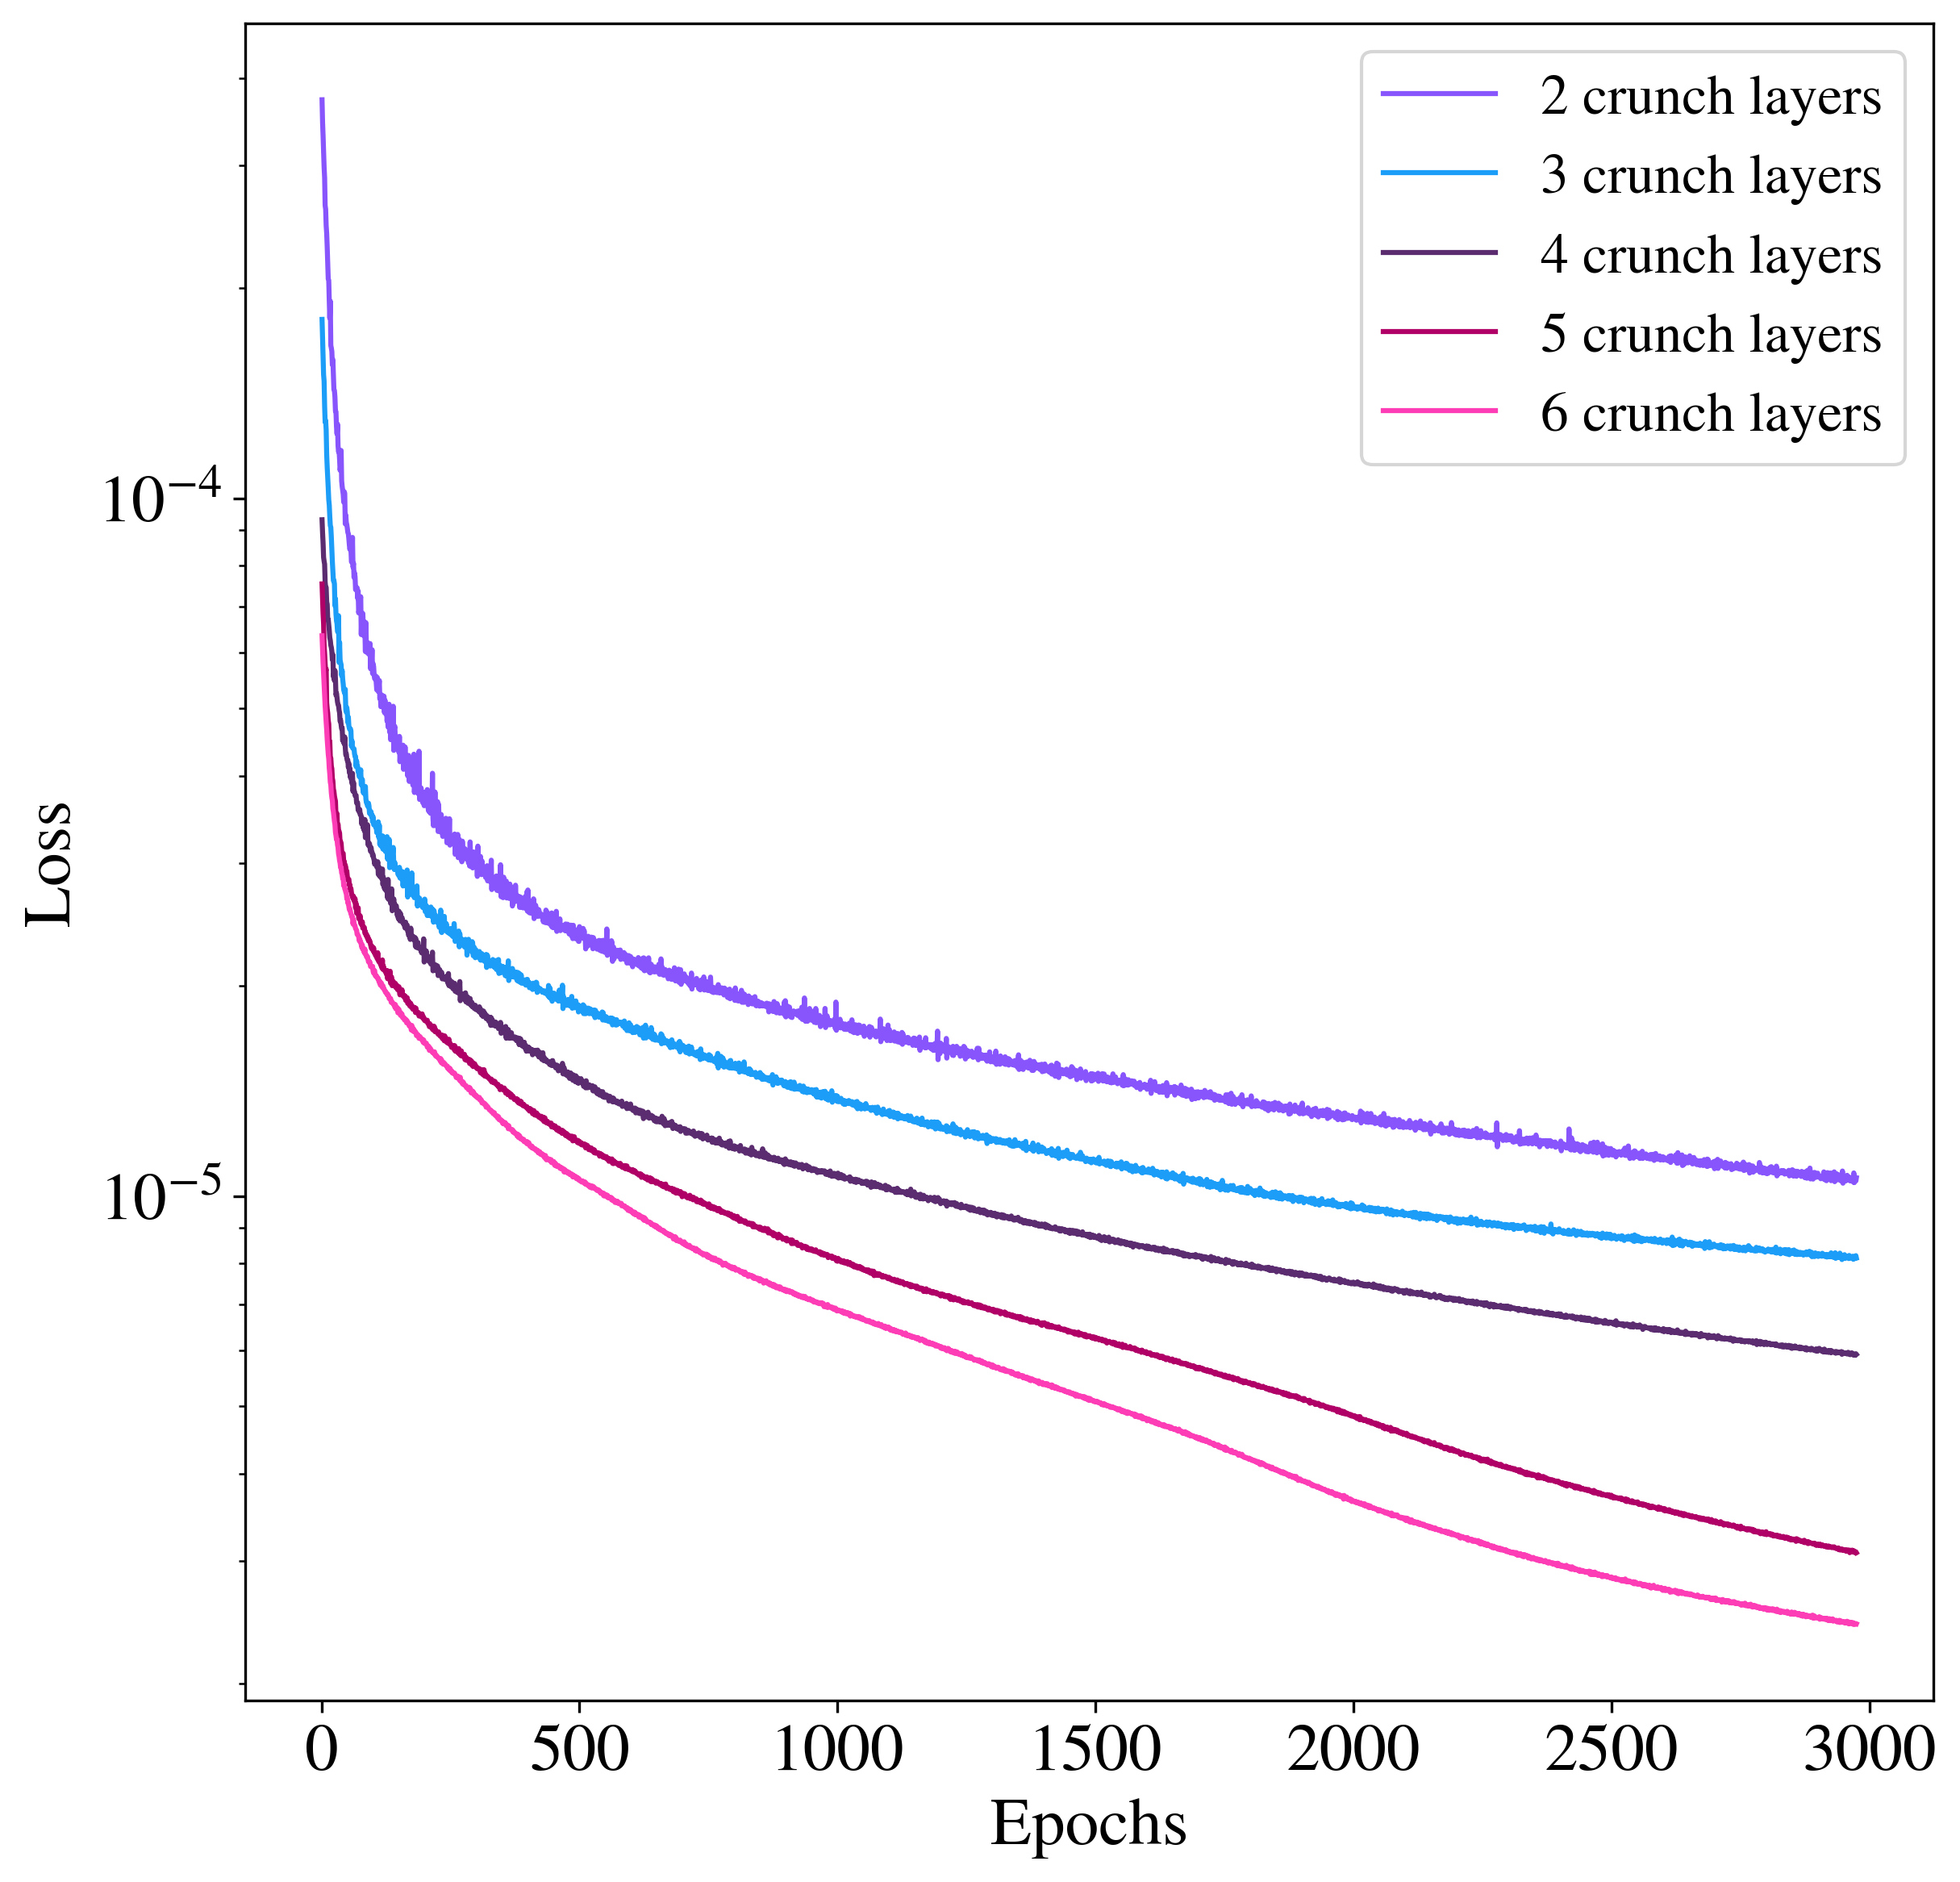 2 crunch layers
3 crunch layers
4 crunch layers
5 crunch layers
6 crunch layers
10⁻⁴
10⁻⁵
Loss
0 500 1000 1500 2000 2500 3000
Epochs